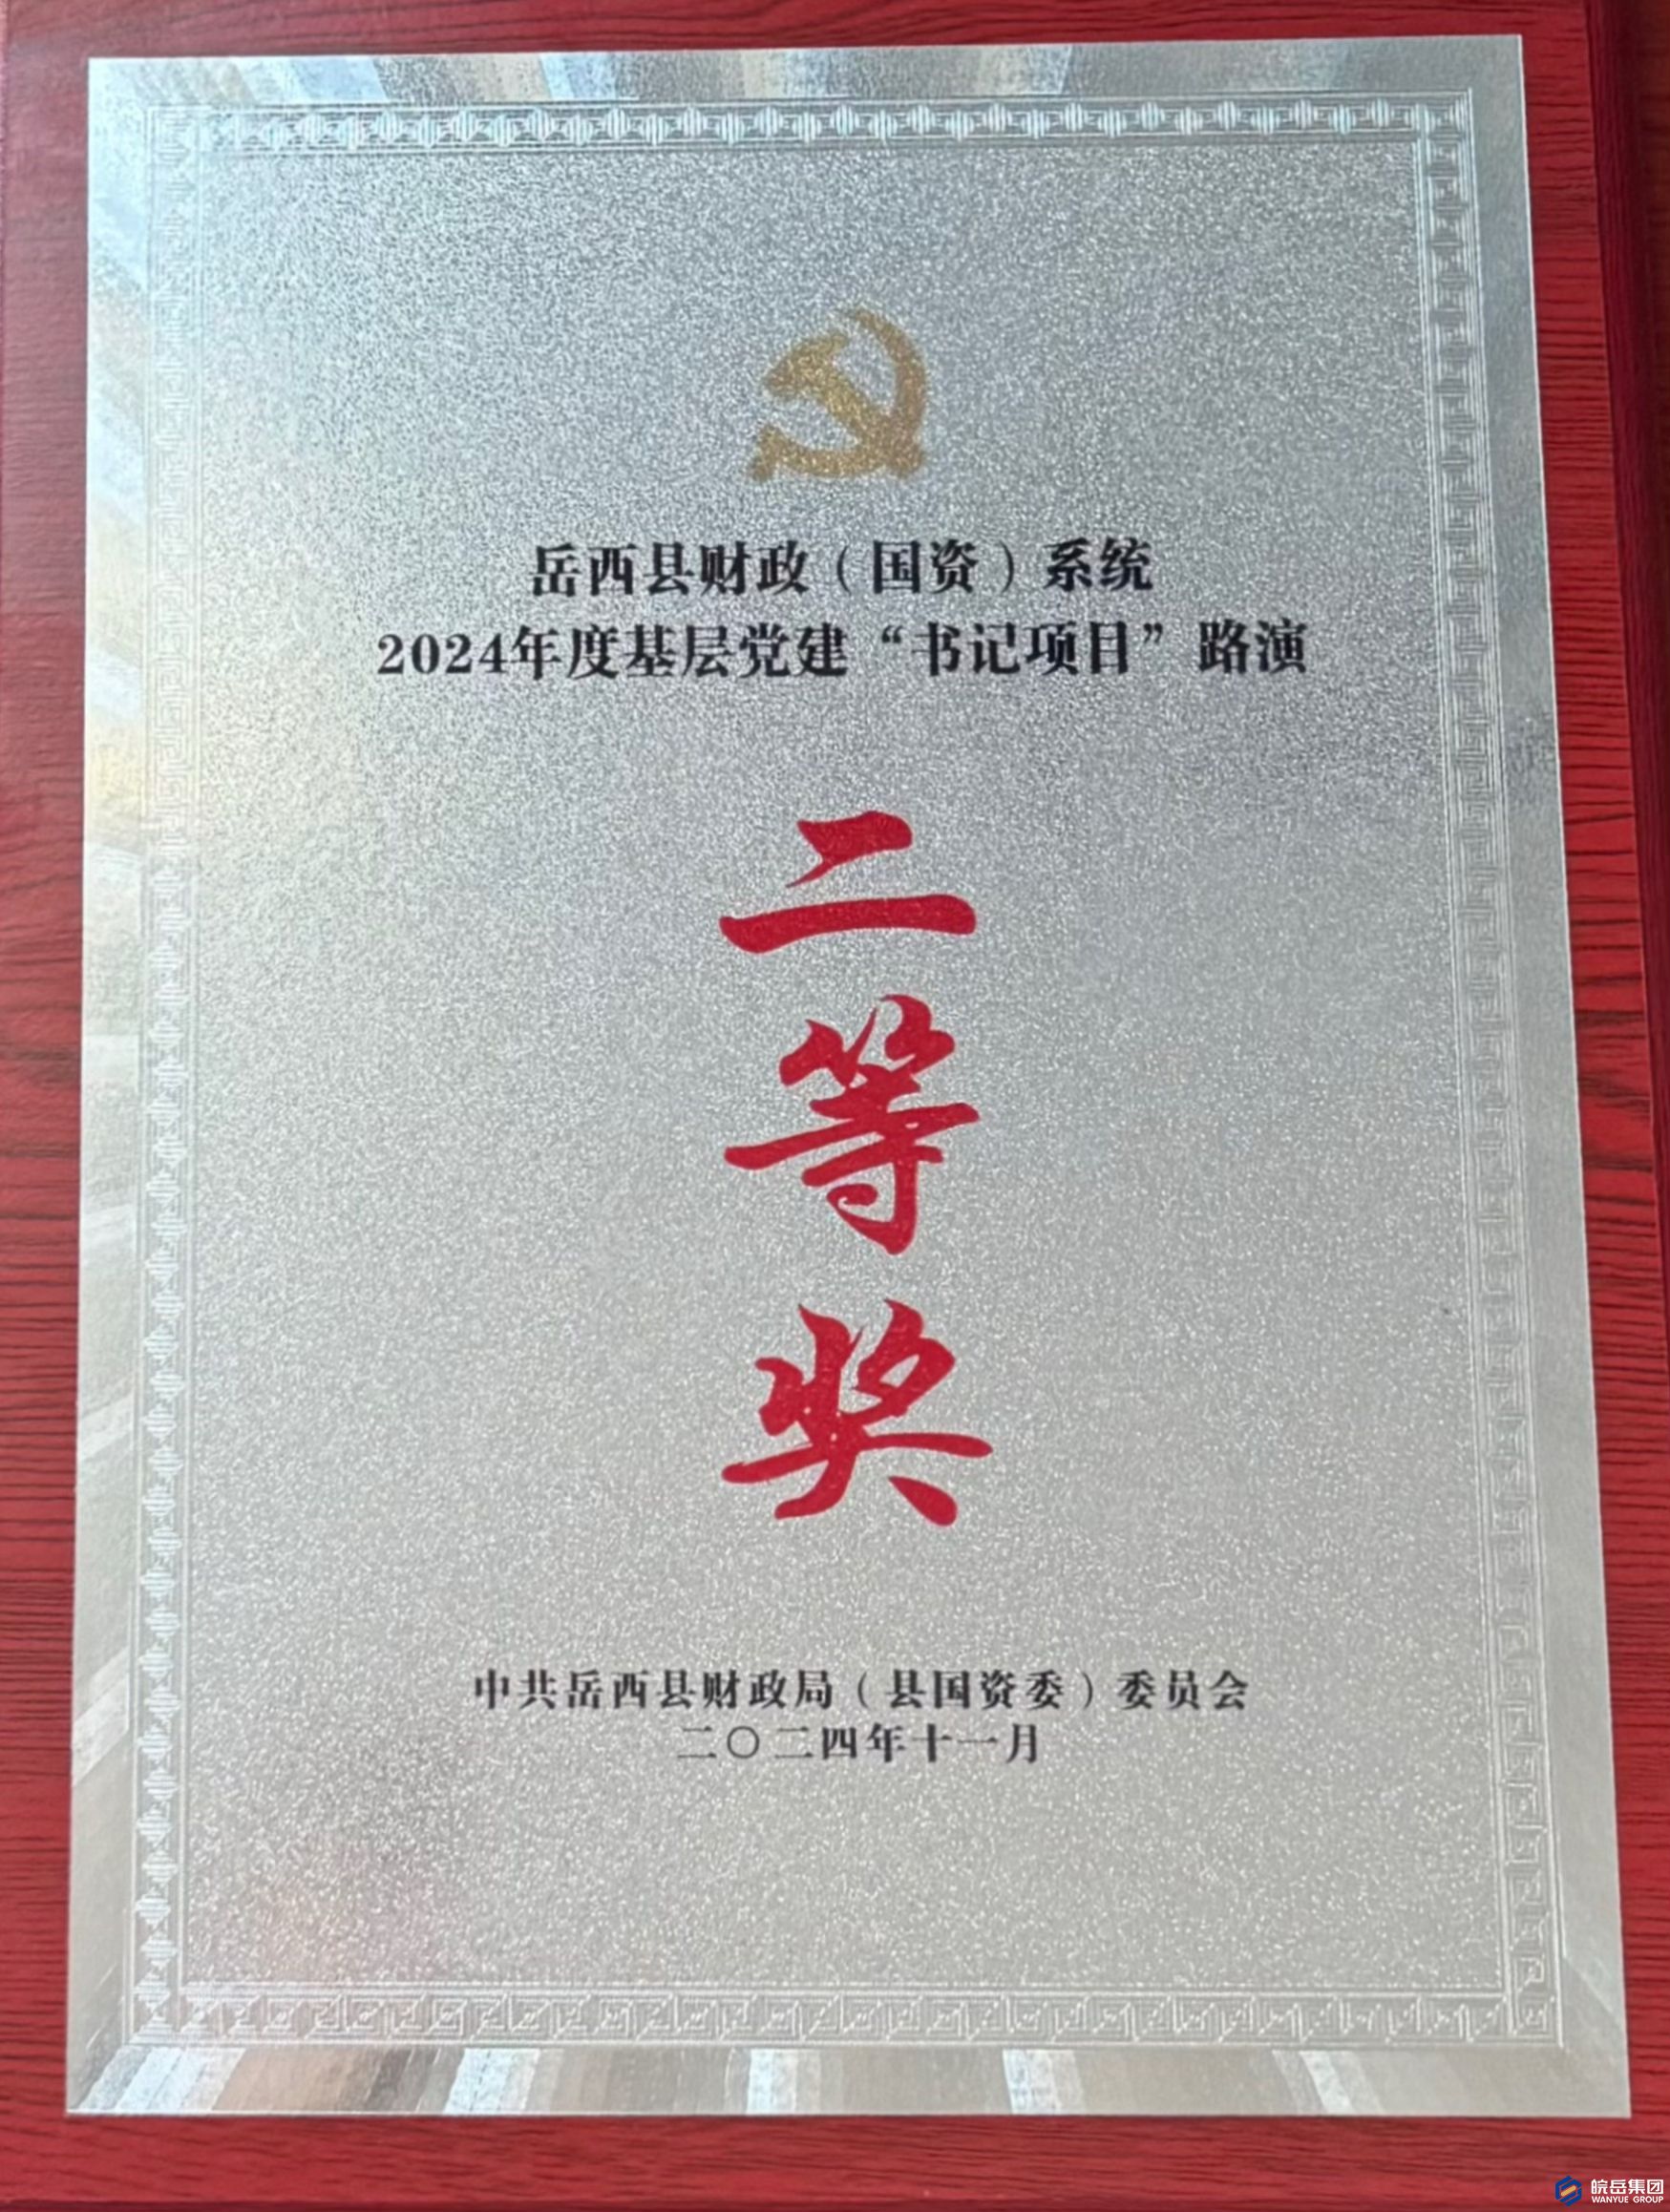 岳西县财政（国资）系统
2024年度基层党建“书记项目”路演
二
等
奖
中共岳西县财政局（县国资委）委员会
二〇二四年十一月
皖岳集团
WANYUE GROUP